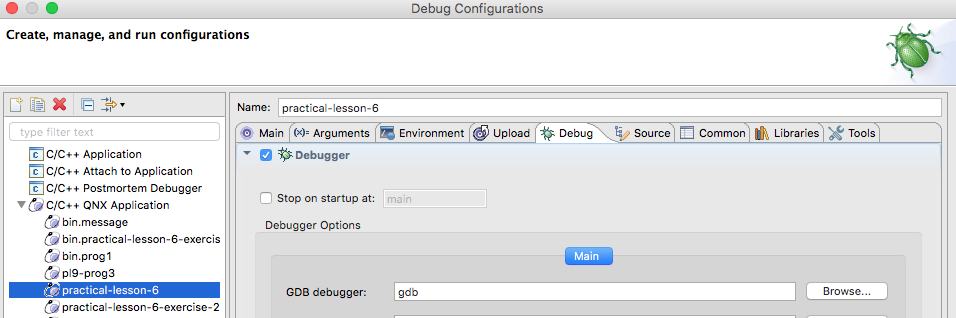 Debug Configurations
Create, manage, and run configurations
Name: practical-lesson-6
type filter text
Main (x)= Arguments Environment Upload Debug Source Common Libraries Tools
C/C++ Application
Debugger
C/C++ Attach to Application
C/C++ Postmortem Debugger
Stop on startup at: main
C/C++ QNX Application
bin.message
Debugger Options
bin.practical-lesson-6-exercis
bin.prog1
Main
pl9-prog3
practical-lesson-6
GDB debugger: gdb Browse...
practical-lesson-6-exercise-2